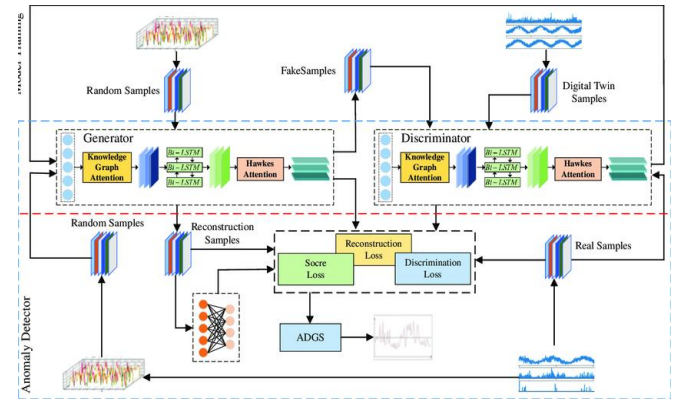 Model Training
Random Samples
FakeSamples
Digital Twin
Samples
Generator
Knowledge
Graph
Attention
Bi − LSTM
Bi − LSTM
Bi − LSTM
Hawkes
Attention
Discriminator
Knowledge
Graph
Attention
Bi − LSTM
Bi − LSTM
Bi − LSTM
Hawkes
Attention
Random Samples
Reconstruction
Samples
Reconstruction
Loss
Socre
Loss
Discrimination
Loss
Real Samples
ADGS
Anomaly Detector